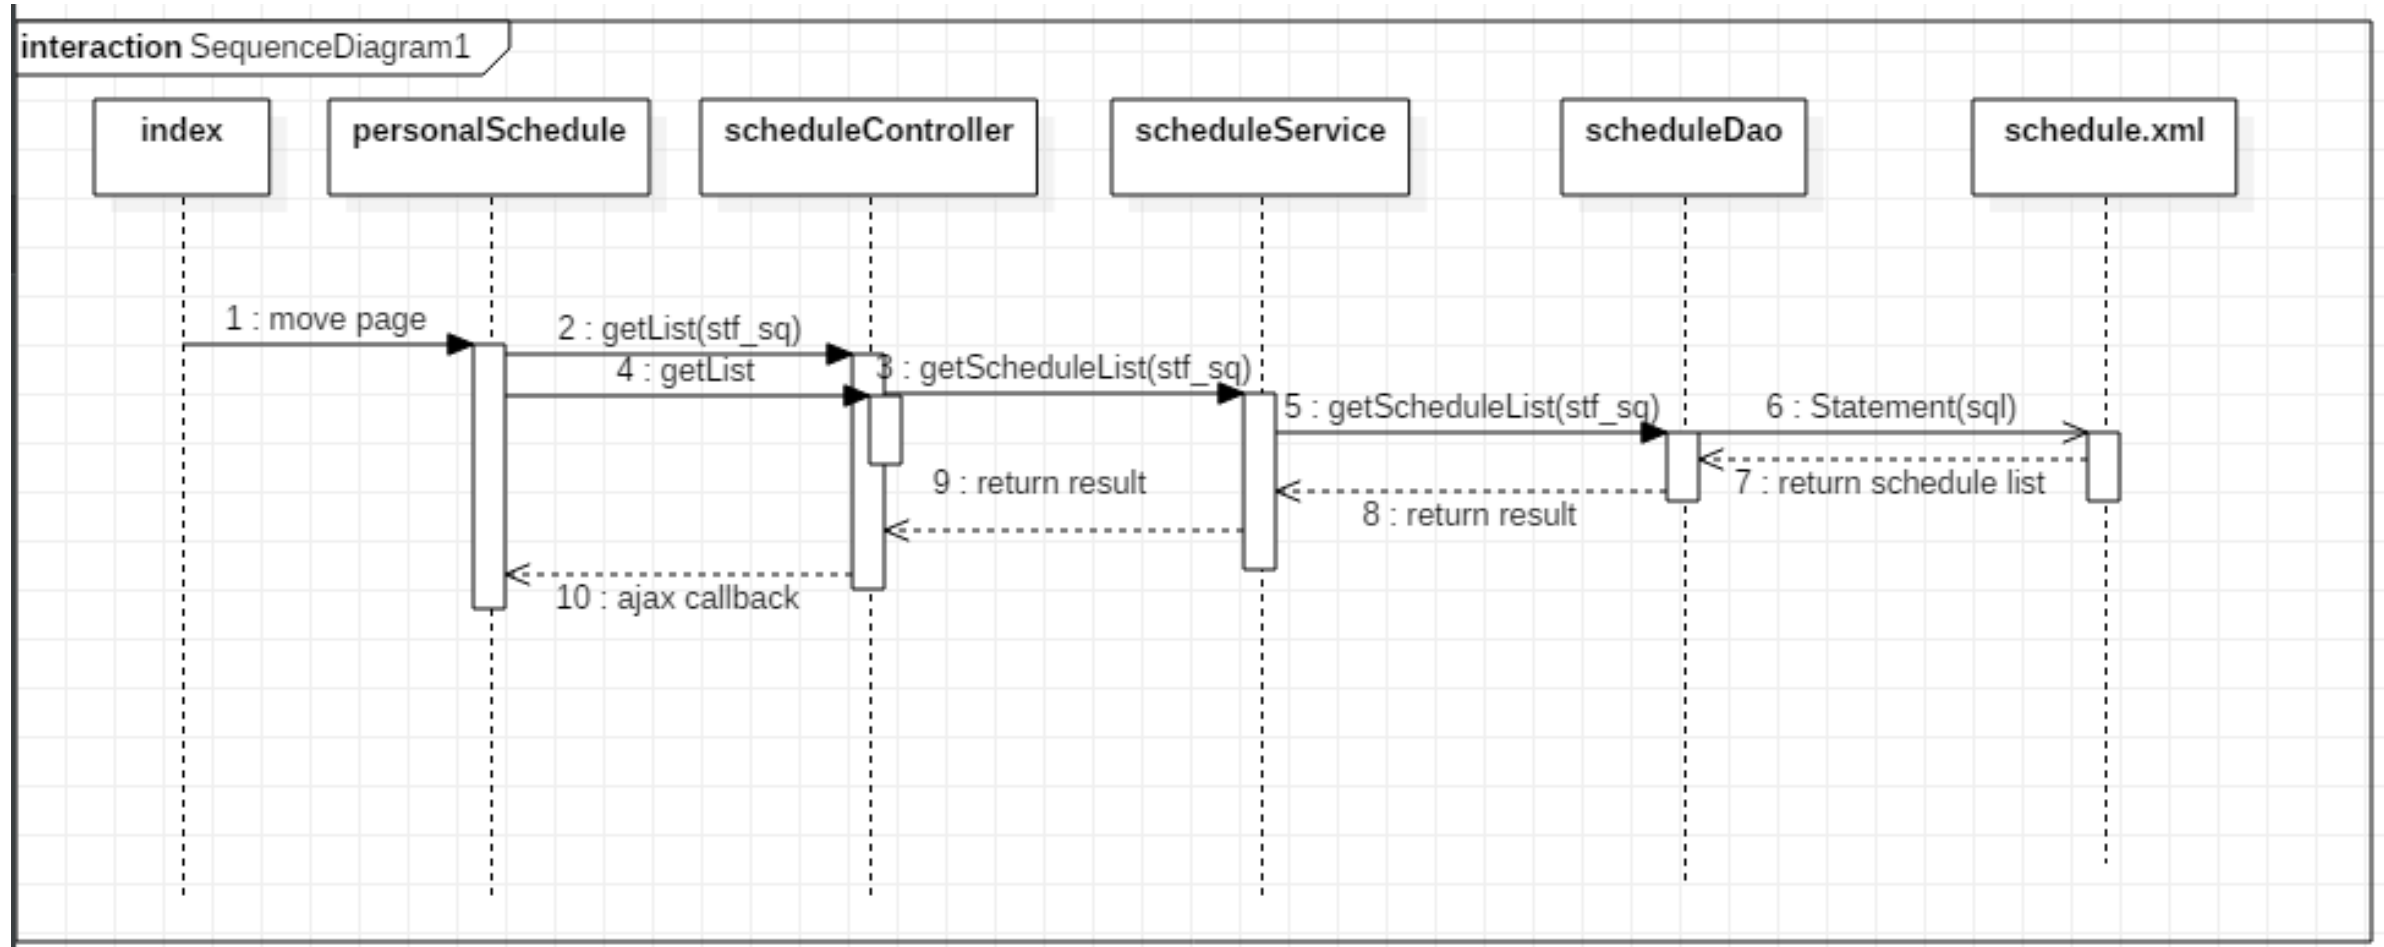 interaction SequenceDiagram1
index
personalSchedule
scheduleController
scheduleService
scheduleDao
schedule.xml
1 : move page
2 : getList(stf_sq)
4 : getList
3 : getScheduleList(stf_sq)
5 : getScheduleList(stf_sq)
6 : Statement(sql)
9 : return result
7 : return schedule list
8 : return result
10 : ajax callback